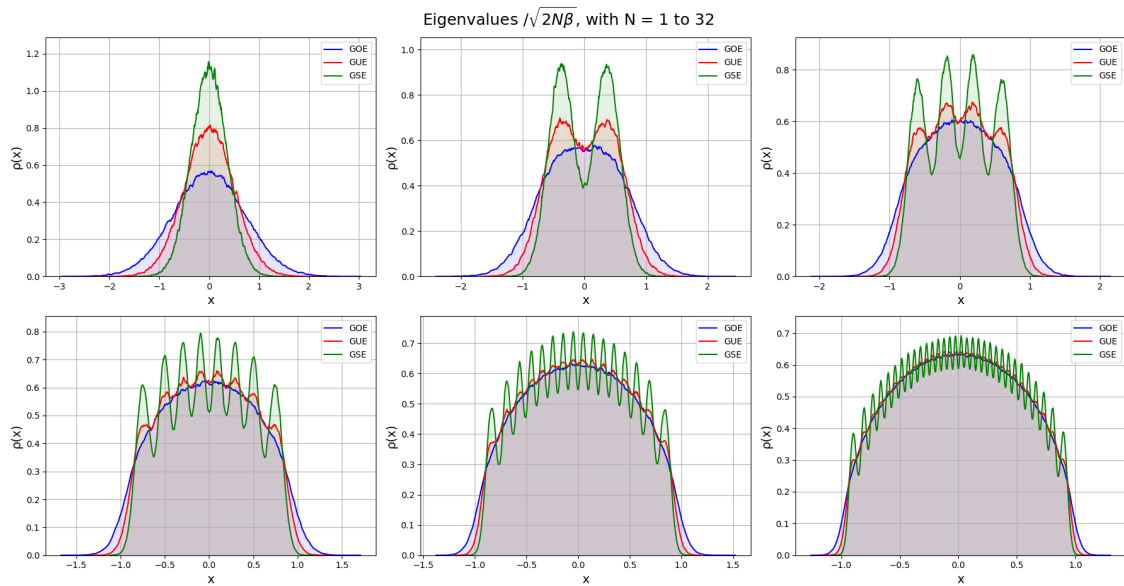 Eigenvalues /√2Nβ, with N = 1 to 32
1.2
1.0
0.8
0.6
0.4
0.2
0.0
ρ(x)
−3 −2 −1 0 1 2 3
x
GOE
GUE
GSE
1.0
0.8
0.6
0.4
0.2
0.0
ρ(x)
−2 −1 0 1 2
x
GOE
GUE
GSE
0.8
0.6
0.4
0.2
0.0
ρ(x)
−2 −1 0 1 2
x
GOE
GUE
GSE
0.8
0.7
0.6
0.5
0.4
0.3
0.2
0.1
0.0
ρ(x)
−1.5 −1.0 −0.5 0.0 0.5 1.0 1.5
x
GOE
GUE
GSE
0.7
0.6
0.5
0.4
0.3
0.2
0.1
0.0
ρ(x)
−1.0 −0.5 0.0 0.5 1.0 1.5
x
GOE
GUE
GSE
0.7
0.6
0.5
0.4
0.3
0.2
0.1
0.0
ρ(x)
−1.0 −0.5 0.0 0.5 1.0
x
GOE
GUE
GSE